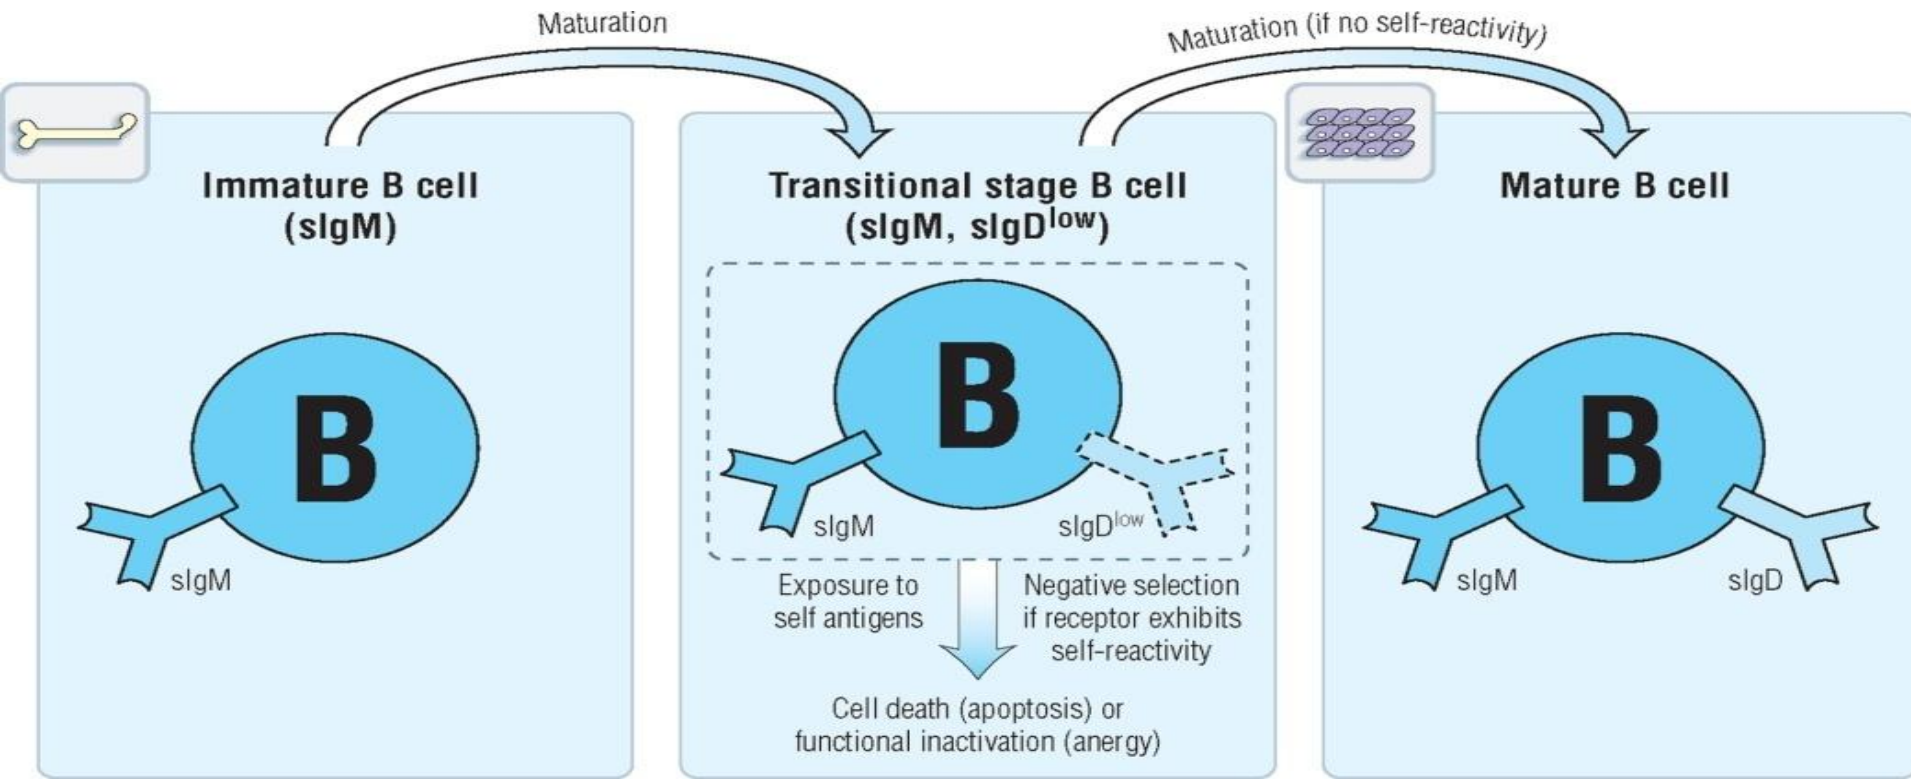 Maturation
Maturation (if no self-reactivity)
Immature B cell
(sIgM)
B
sIgM
Transitional stage B cell
(sIgM, sIgDlow)
B
sIgM
sIgDlow
Exposure to
self antigens
Negative selection
if receptor exhibits
self-reactivity
Cell death (apoptosis) or
functional inactivation (anergy)
Mature B cell
B
sIgM
sIgD